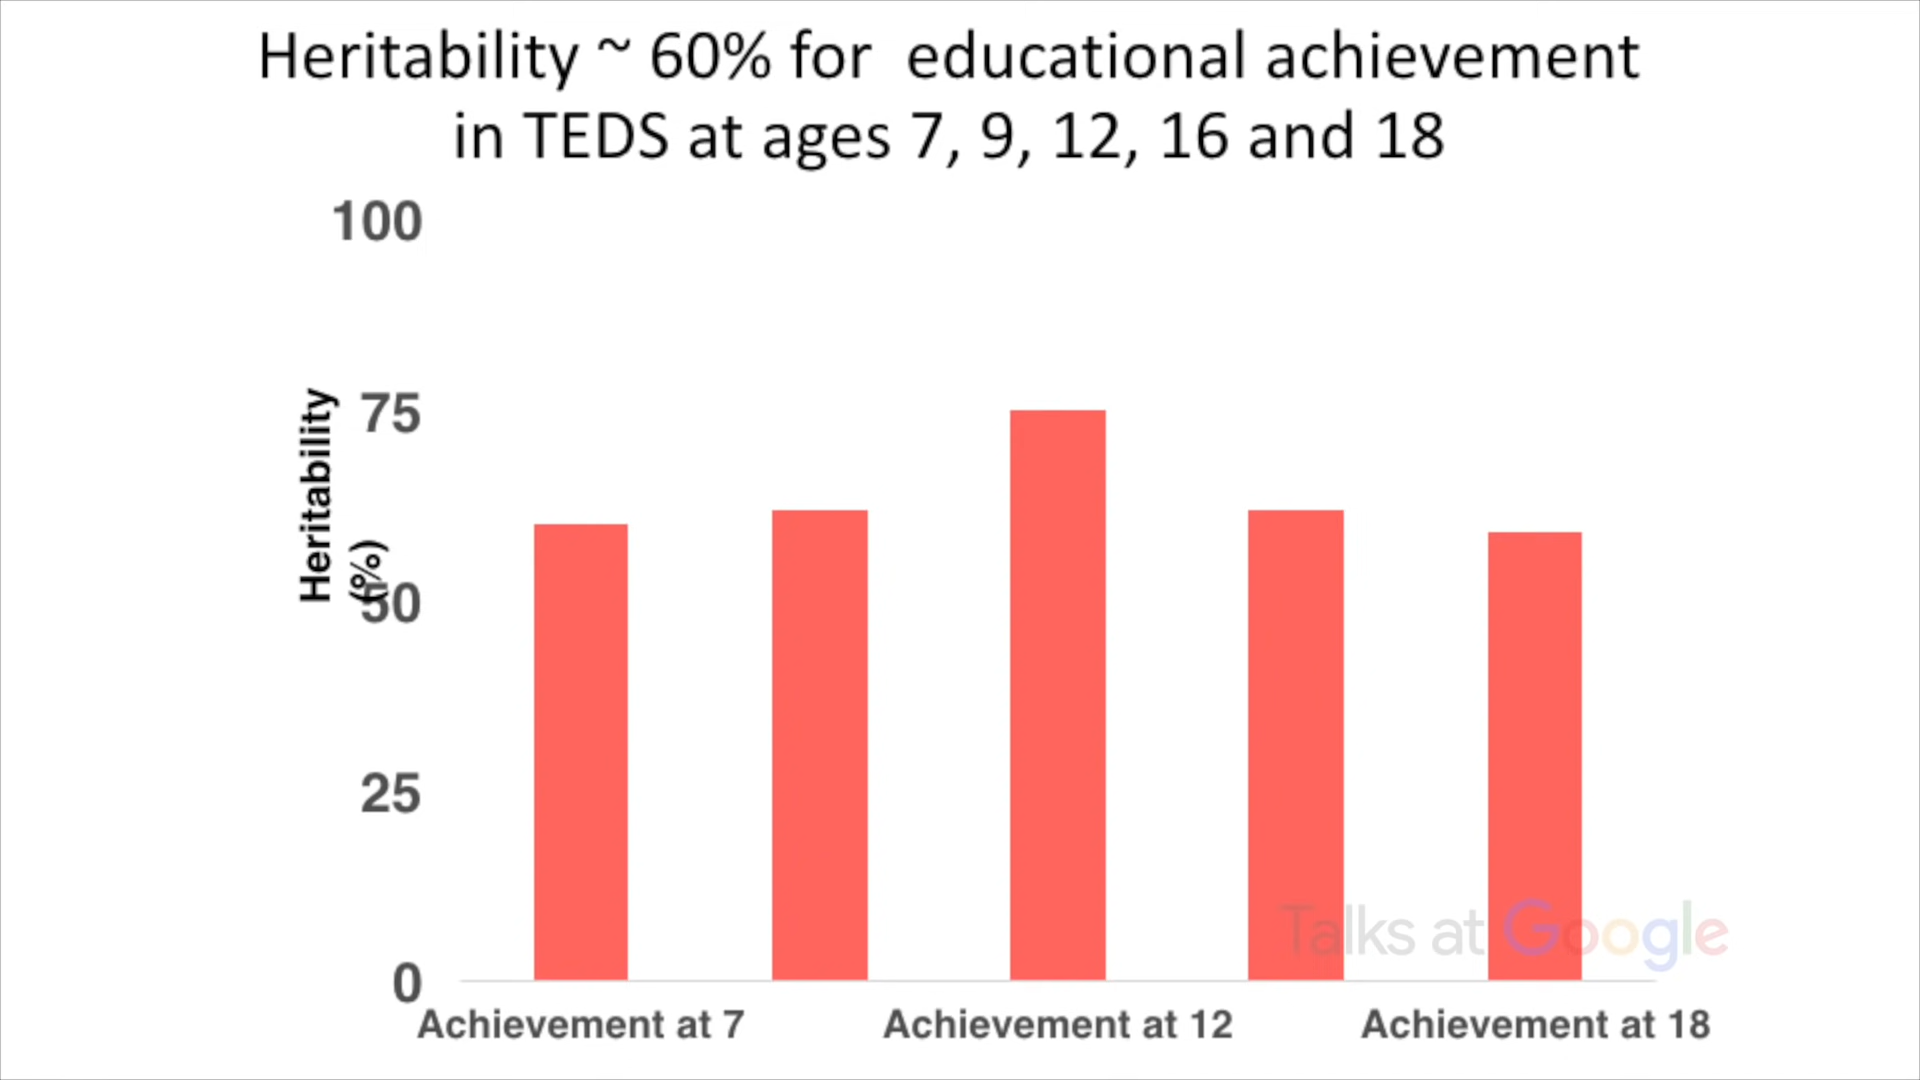 Heritability ~ 60% for educational achievement
in TEDS at ages 7, 9, 12, 16 and 18
100
75
50
25
0
Heritability
(%)
Achievement at 7
Achievement at 12
Achievement at 18
Talks at Google